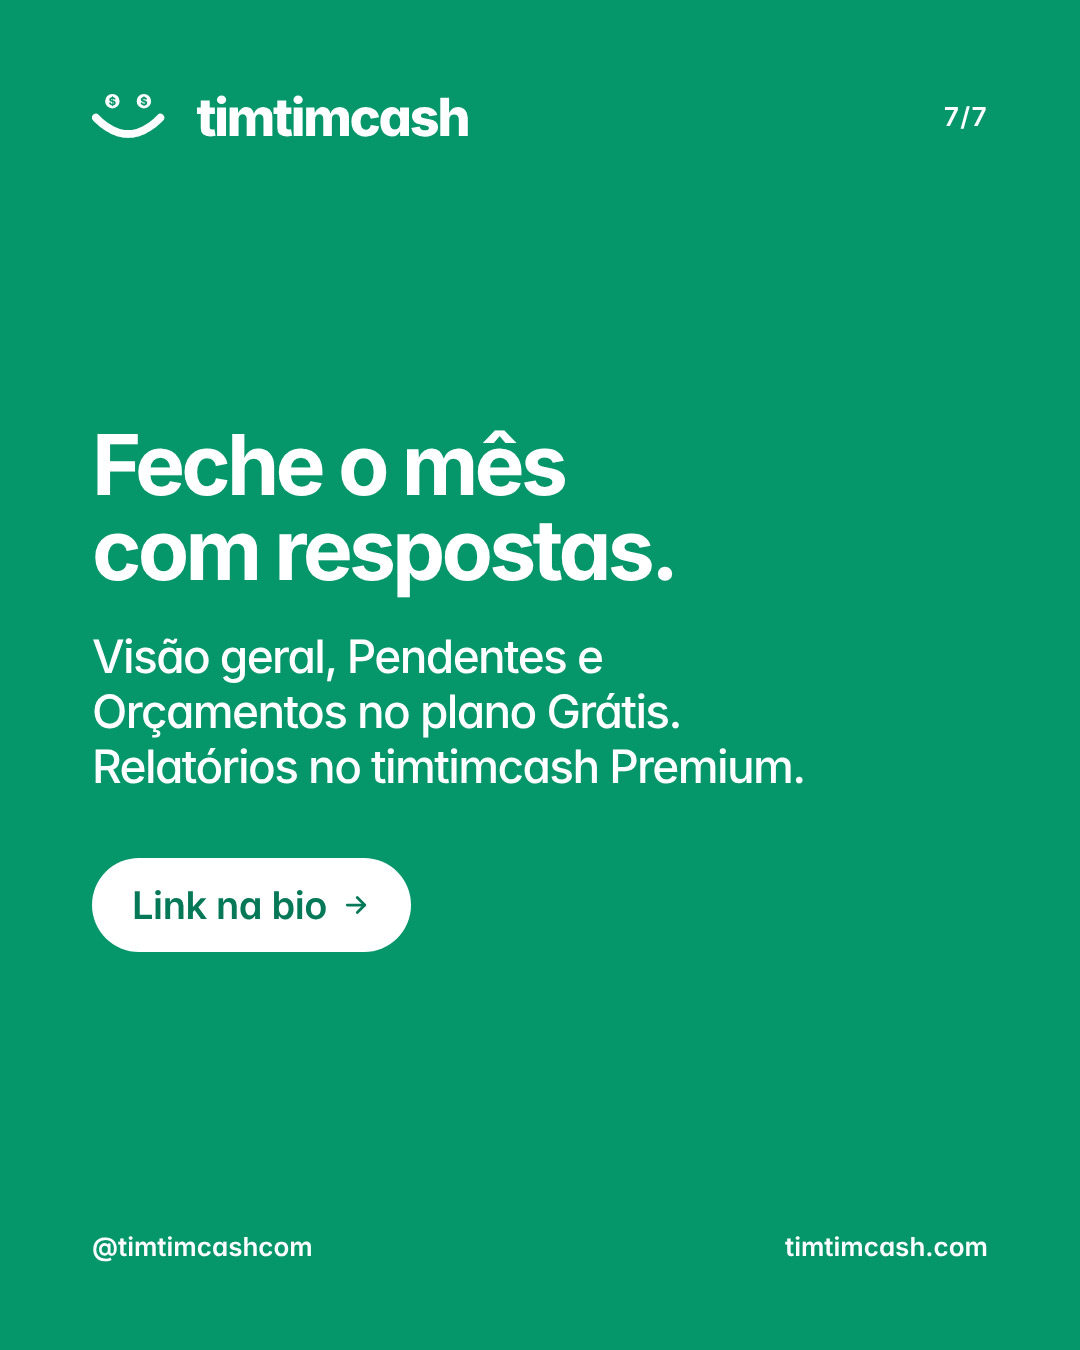 timtimcash
7/7
Feche o mês
com respostas.
Visão geral, Pendentes e
Orçamentos no plano Grátis.
Relatórios no timtimcash Premium.
Link na bio →
@timtimcashcom
timtimcash.com